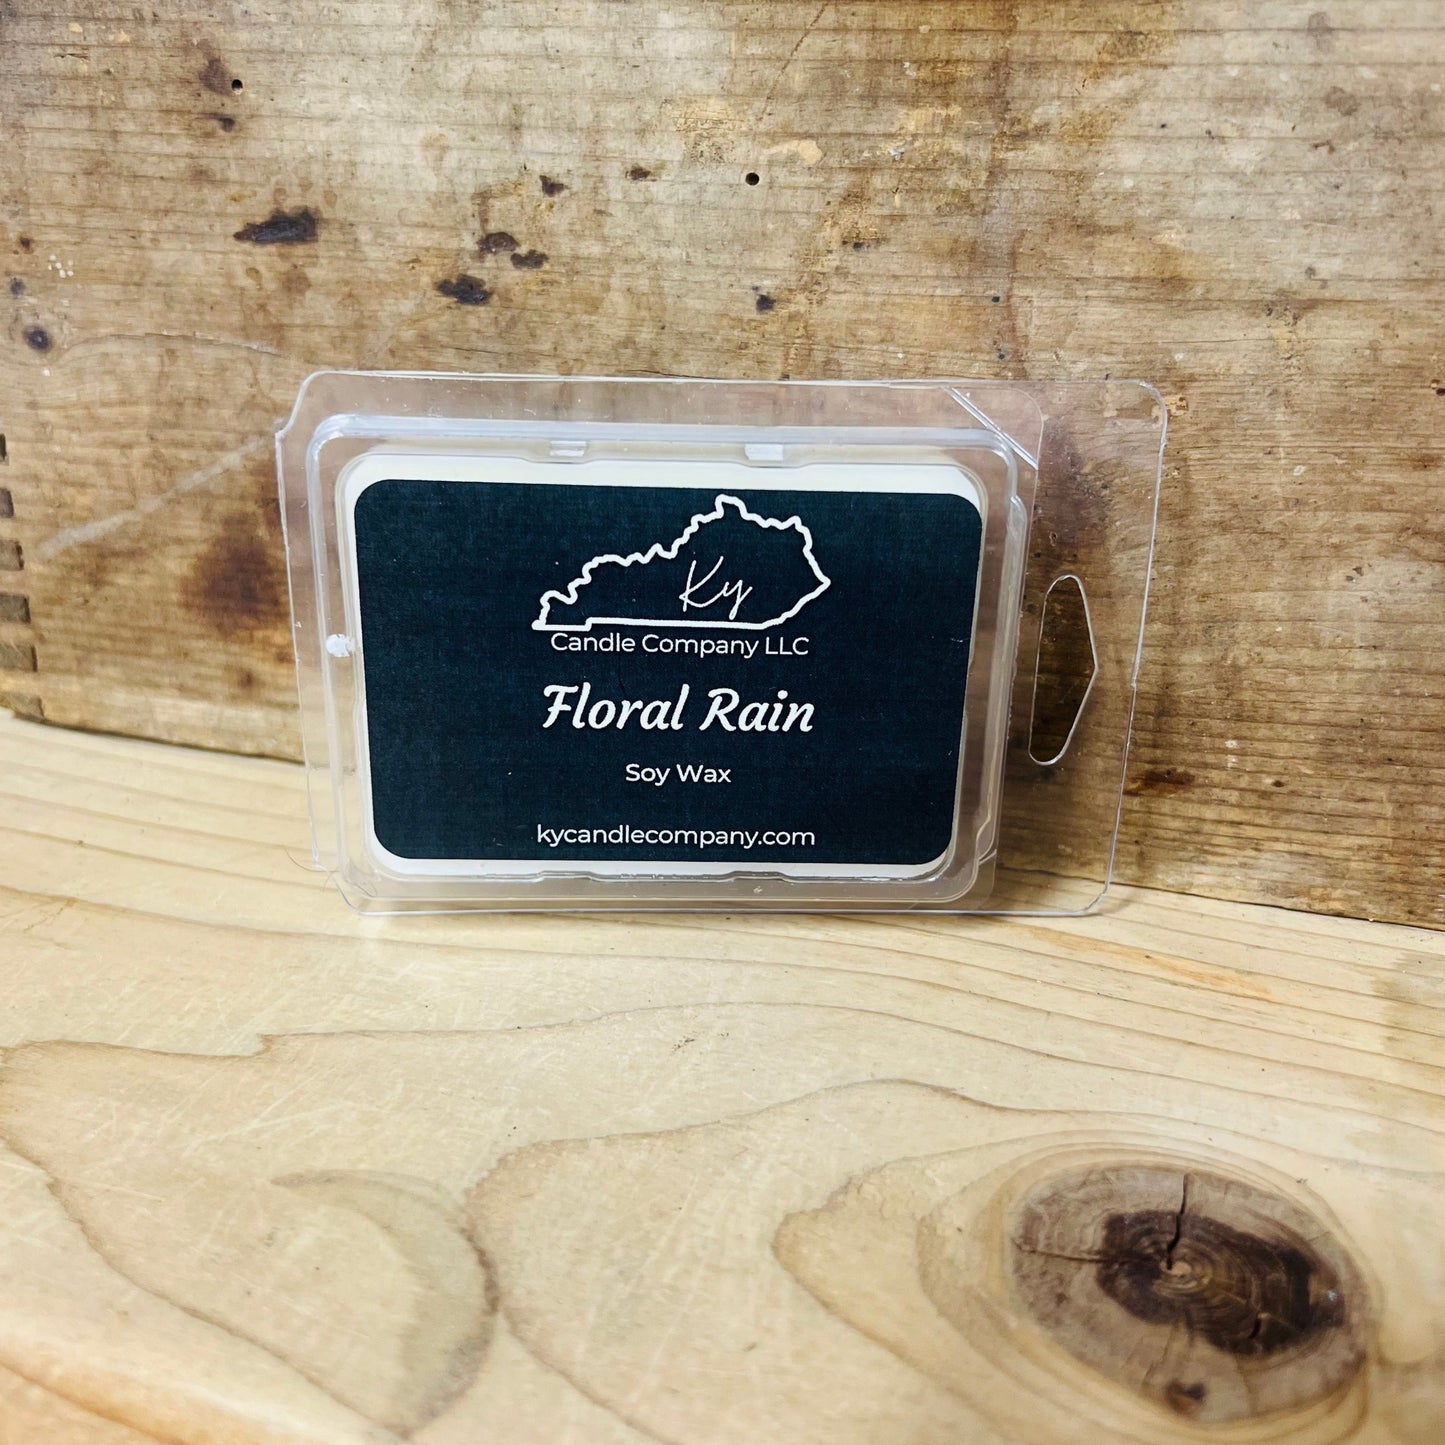 Ky
Candle Company LLC
Floral Rain
Soy Wax
kycandlecompany.com